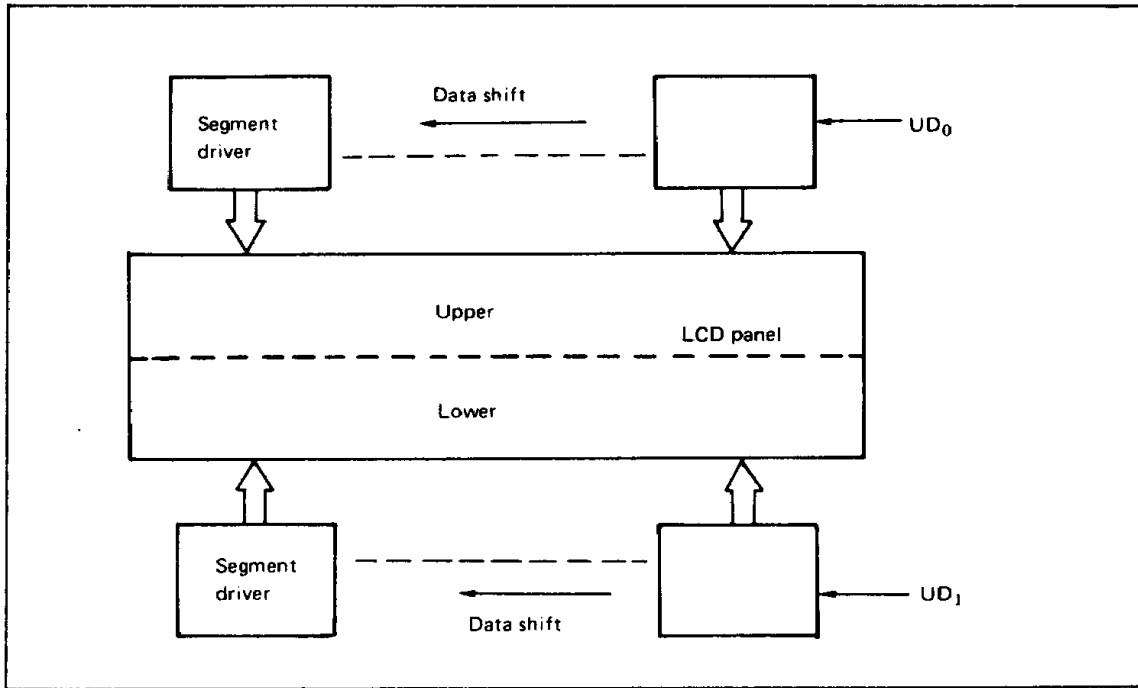 Data shift
UD₀
Segment
driver
Upper
LCD panel
Lower
Segment
driver
UD₁
Data shift